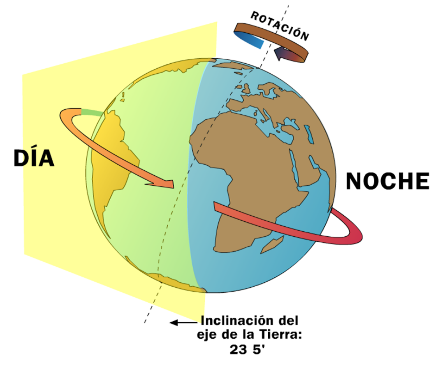 ROTACIÓN
DÍA
NOCHE
Inclinación del
eje de la Tierra:
23 5'